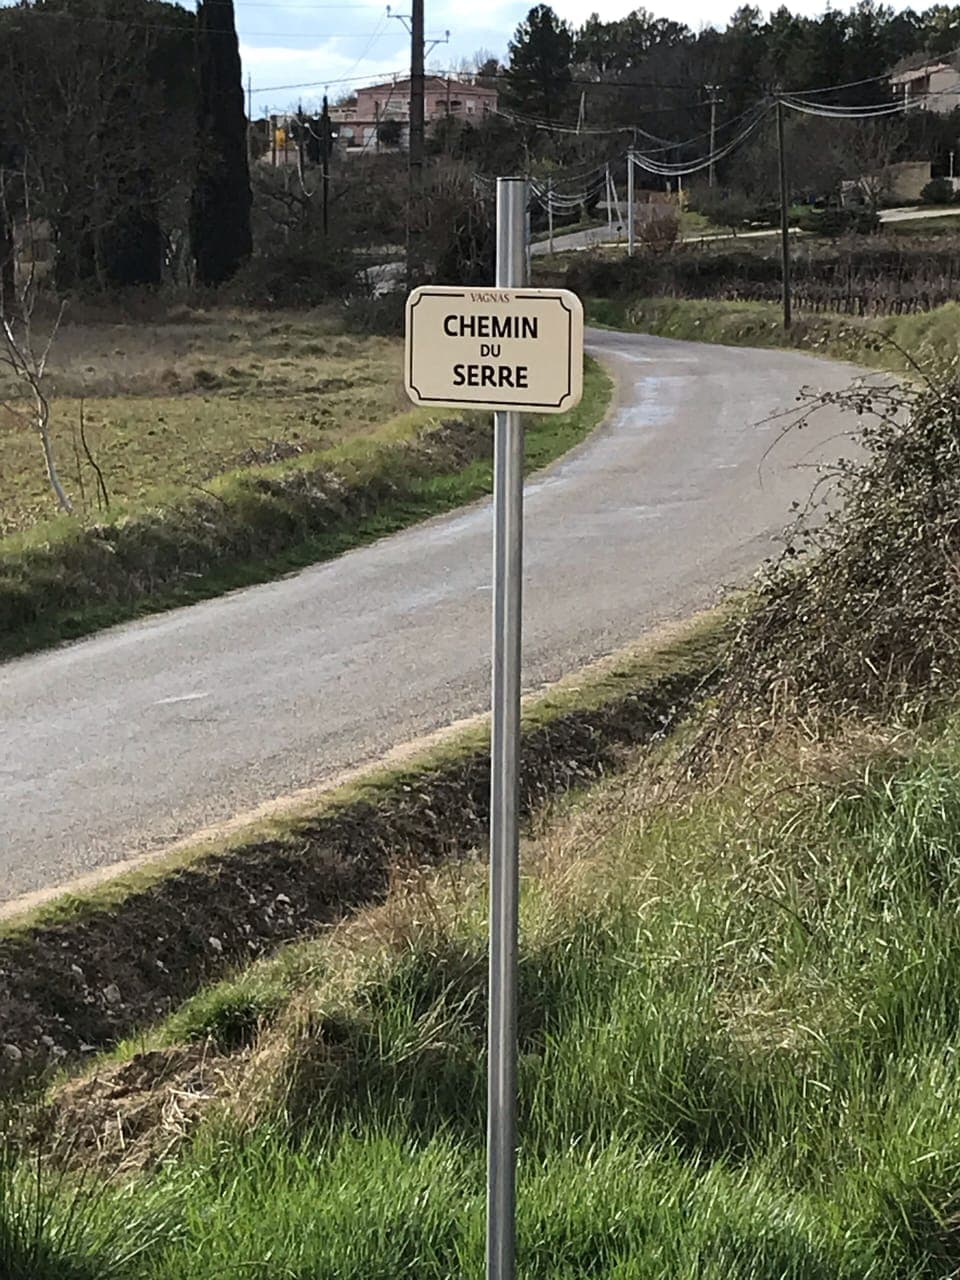 VAGNAS
CHEMIN
DU
SERRE